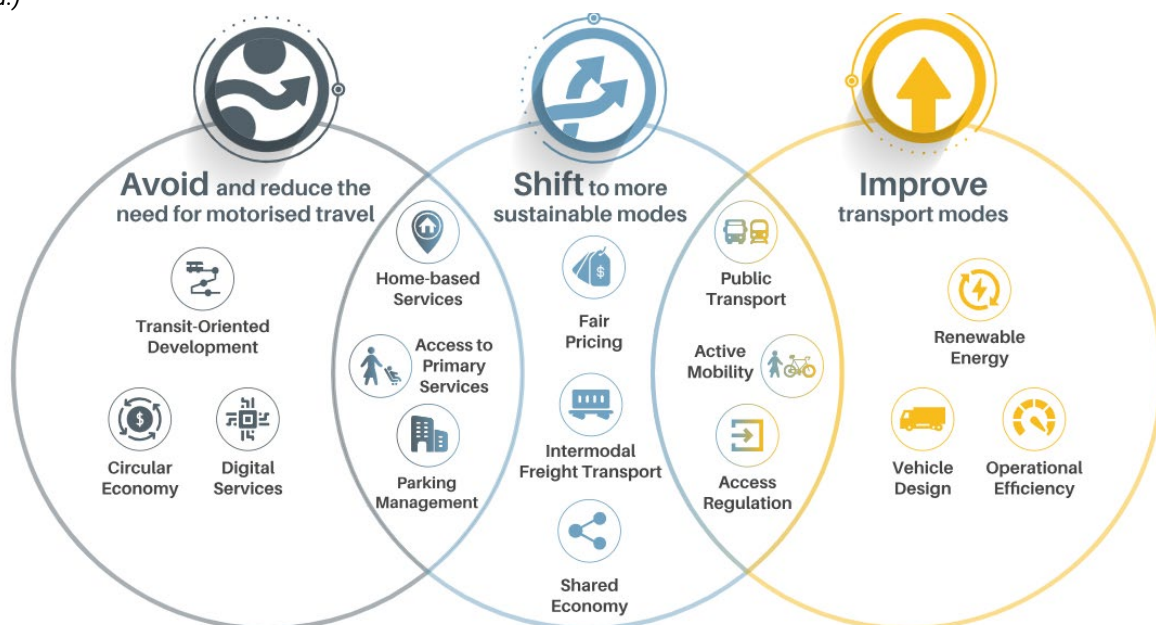 Avoid and reduce the
need for motorised travel
Transit-Oriented
Development
Circular
Economy
Digital
Services
Home-based
Services
Access to
Primary
Services
Parking
Management
Shift to more
sustainable modes
$
Fair
Pricing
Intermodal
Freight Transport
Shared
Economy
Public
Transport
Active
Mobility
Access
Regulation
Improve
transport modes
Renewable
Energy
Vehicle
Design
Operational
Efficiency